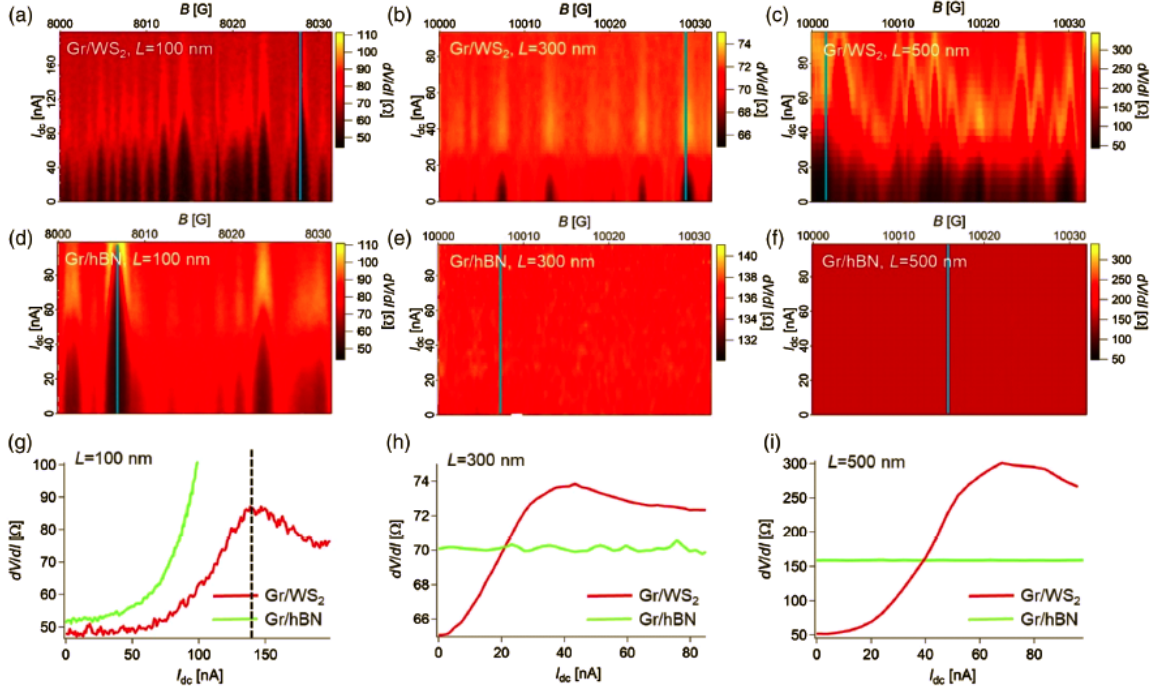 (a) B [G]
8000 8010 8020 8030
Gr/WS2, L=100 nm
Idc [nA]
160
120
80
40
0
110
100
90
80
70
60
50
dV/dI [Ω]
(b) B [G]
10000 10010 10020 10030
Gr/WS2, L=300 nm
Idc [nA]
80
60
40
20
0
74
72
70
68
66
dV/dI [Ω]
(c) B [G]
10000 10010 10020 10030
Gr/WS2, L=500 nm
Idc [nA]
80
60
40
20
0
300
250
200
150
100
50
dV/dI [Ω]
(d) B [G]
8000 8010 8020 8030
Gr/hBN, L=100 nm
Idc [nA]
80
60
40
20
0
110
100
90
80
70
60
50
dV/dI [Ω]
(e) B [G]
10000 10010 10020 10030
Gr/hBN, L=300 nm
Idc [nA]
80
60
40
20
0
140
138
136
134
132
dV/dI [Ω]
(f) B [G]
10000 10010 10020 10030
Gr/hBN, L=500 nm
Idc [nA]
80
60
40
20
0
300
250
200
150
100
50
dV/dI [Ω]
(g) L=100 nm
dV/dI [Ω]
100
90
80
70
60
50
Gr/WS2
Gr/hBN
0 50 100 150
Idc [nA]
(h) L=300 nm
dV/dI [Ω]
74
72
70
68
66
Gr/WS2
Gr/hBN
0 20 40 60 80
Idc [nA]
(i) L=500 nm
dV/dI [Ω]
300
250
200
150
100
50
Gr/WS2
Gr/hBN
0 20 40 60 80
Idc [nA]